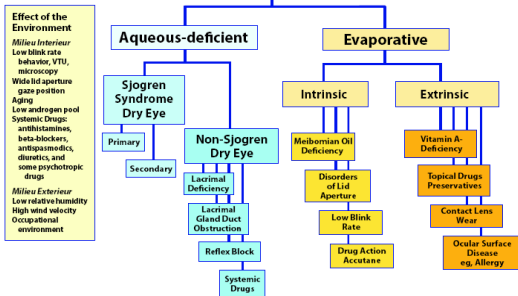 Effect of the
Environment
Milieu Interieur
Low blink rate
behavior, VTU,
microscopy
Wide lid aperture
gaze position
Aging
Low androgen pool
Systemic Drugs:
antihistamines,
beta-blockers,
antispasmedics,
diuretics, and
some psychotropic
drugs
Milieu Exterieur
Low relative humidity
High wind velocity
Occupational
environment
Aqueous-deficient
Sjogren
Syndrome
Dry Eye
Primary
Secondary
Non-Sjogren
Dry Eye
Lacrimal
Deficiency
Lacrimal
Gland Duct
Obstruction
Reflex Block
Systemic
Drugs
Evaporative
Intrinsic
Meibomian Oil
Deficiency
Disorders
of Lid
Aperture
Low Blink
Rate
Drug Action
Accutane
Extrinsic
Vitamin A-
Deficiency
Topical Drugs
Preservatives
Contact Lens
Wear
Ocular Surface
Disease
eg, Allergy